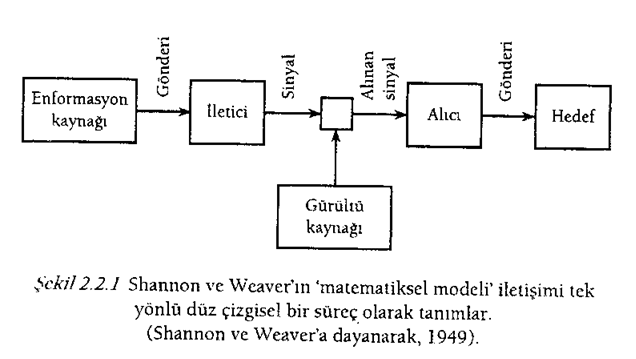 Gönderi
Sinyal
Alınan
sinyal
Gönderi
Enformasyon
kaynağı
İletici
Alıcı
Hedef
Gürültü
kaynağı
Şekil 2.2.1 Shannon ve Weaver'ın 'matematiksel modeli' iletişimi tek
yönlü düz çizgisel bir süreç olarak tanımlar.
(Shannon ve Weaver'a dayanarak, 1949).